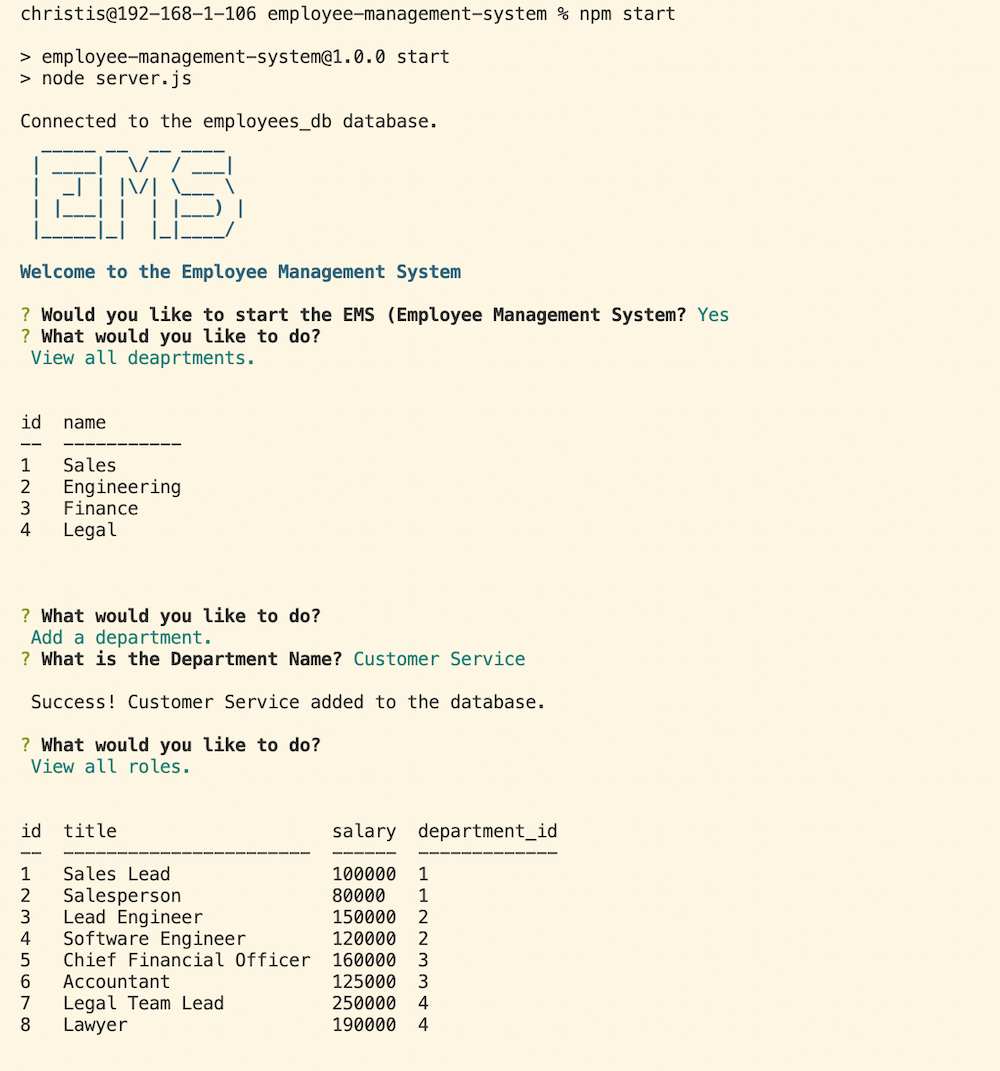 christis@192-168-1-106 employee-management-system % npm start
> employee-management-system@1.0.0 start
> node server.js
Connected to the employees_db database.
EMS
Welcome to the Employee Management System
? Would you like to start the EMS (Employee Management System? Yes
? What would you like to do?
View all deaprtments.
id name
-- -----------
1 Sales
2 Engineering
3 Finance
4 Legal
? What would you like to do?
Add a department.
? What is the Department Name? Customer Service
Success! Customer Service added to the database.
? What would you like to do?
View all roles.
id title salary department_id
-- ----------------------- ------ -------------
1 Sales Lead 100000 1
2 Salesperson 80000 1
3 Lead Engineer 150000 2
4 Software Engineer 120000 2
5 Chief Financial Officer 160000 3
6 Accountant 125000 3
7 Legal Team Lead 250000 4
8 Lawyer 190000 4